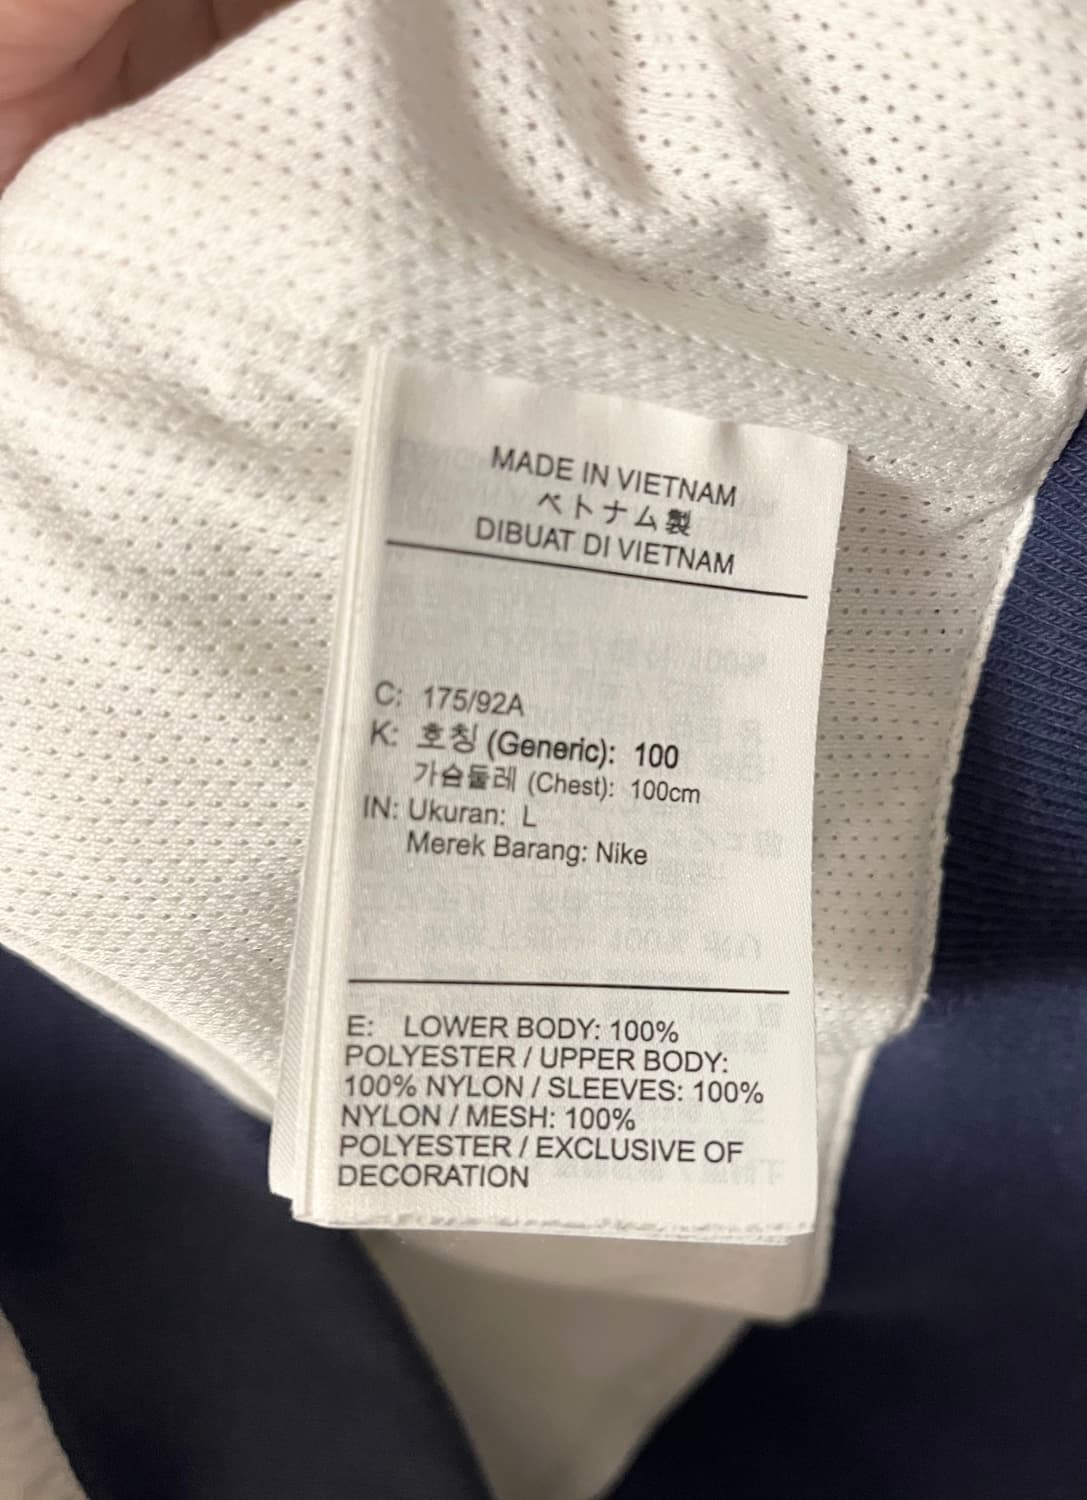 MADE IN VIETNAM
ベトナム製
DIBUAT DI VIETNAM
C: 175/92A
K: 호칭 (Generic): 100
가슴둘레 (Chest): 100cm
IN: Ukuran: L
Merek Barang: Nike
E: LOWER BODY: 100%
POLYESTER / UPPER BODY:
100% NYLON / SLEEVES: 100%
NYLON / MESH: 100%
POLYESTER / EXCLUSIVE OF
DECORATION